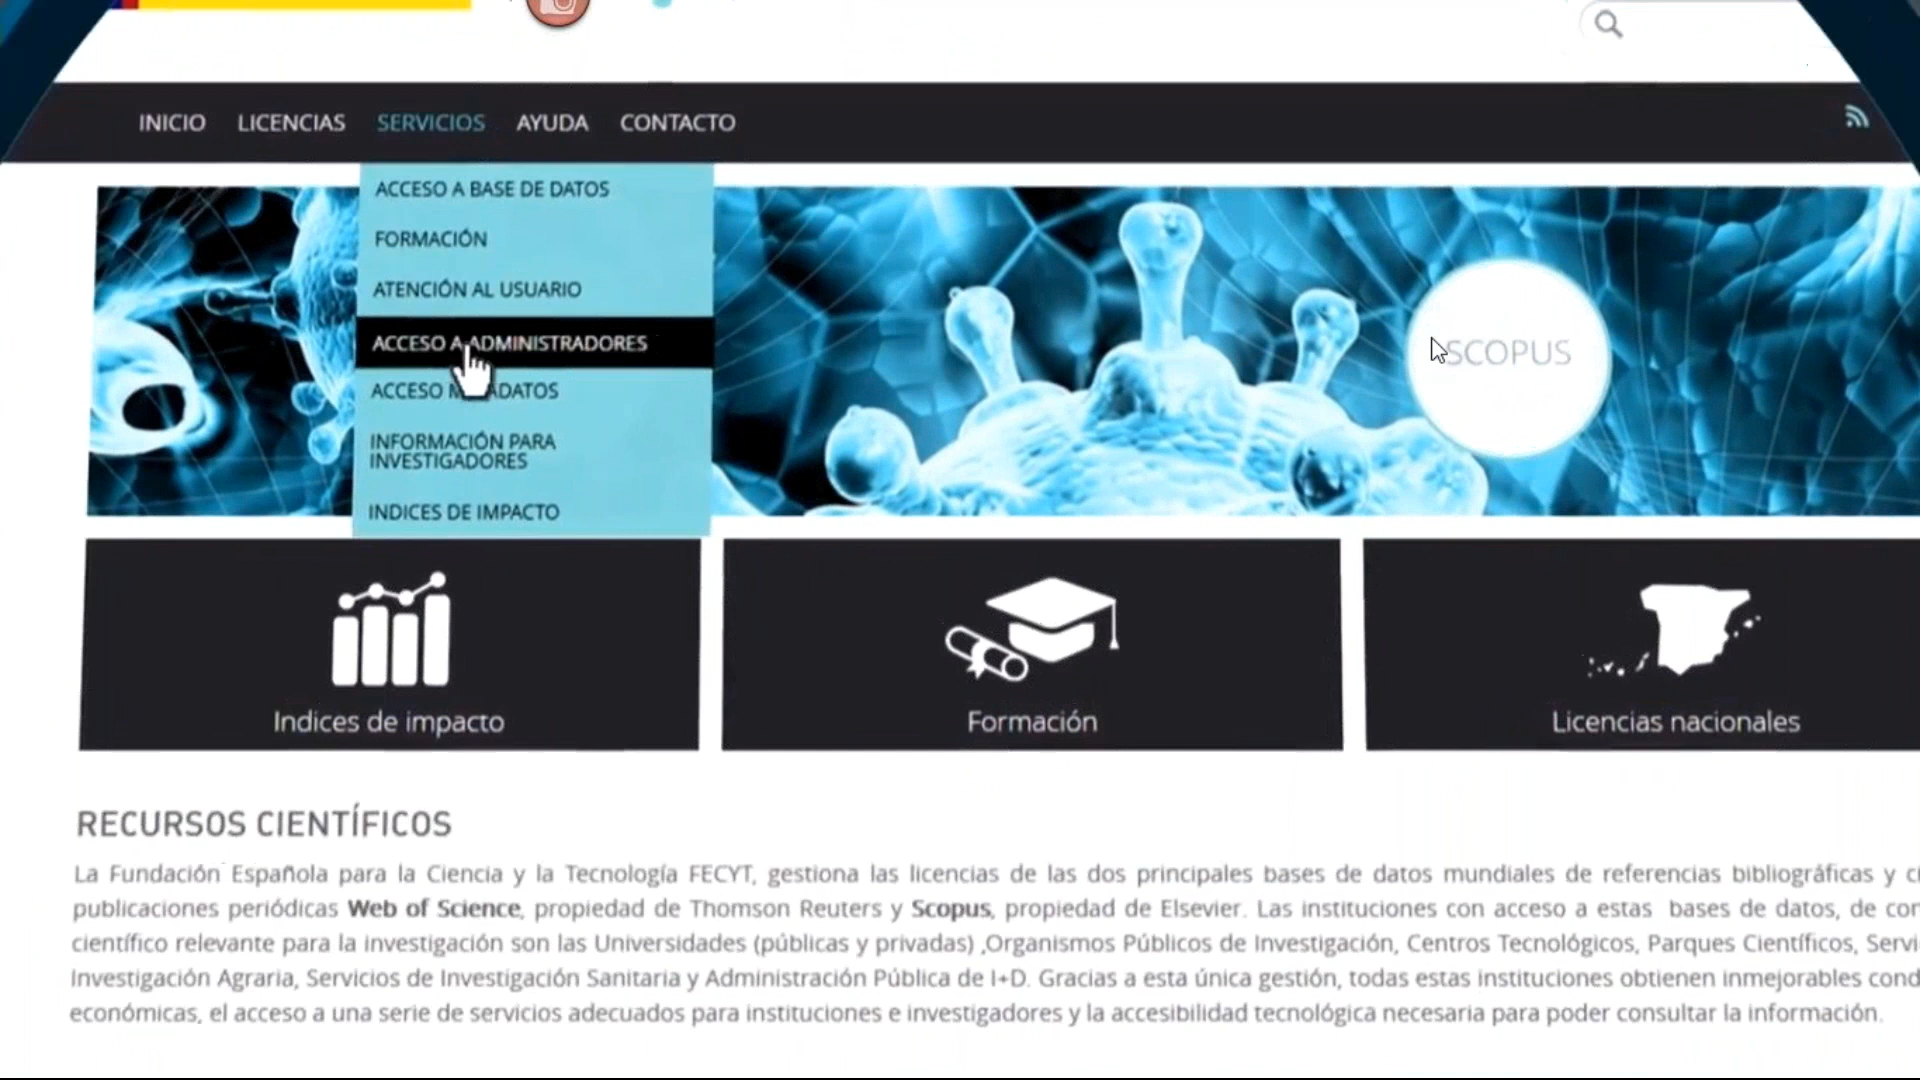 INICIO LICENCIAS SERVICIOS AYUDA CONTACTO
ACCESO A BASE DE DATOS
FORMACIÓN
ATENCIÓN AL USUARIO
ACCESO A ADMINISTRADORES
ACCESO
DATOS
INFORMACIÓN PARA
INVESTIGADORES
INDICES DE IMPACTO
SCOPUS
Indices de impacto
Formación
Licencias nacionales
RECURSOS CIENTÍFICOS
La Fundación Española para la Ciencia y la Tecnología FECYT, gestiona las licencias de las dos principales bases de datos mundiales de referencias bibliográficas y
publicaciones periódicas Web of Science, propiedad de Thomson Reuters y Scopus, propiedad de Elsevier. Las instituciones con acceso a estas bases de datos, de
científico relevante para la investigación son las Universidades (públicas y privadas) ,Organismos Públicos de Investigación, Centros Tecnológicos, Parques Científicos,
Investigación Agraria, Servicios de Investigación Sanitaria y Administración Pública de I+D. Gracias a esta única gestión, todas estas instituciones obtienen inmejorables
económicas, el acceso a una serie de servicios adecuados para instituciones e investigadores y la accesibilidad tecnológica necesaria para poder consultar la información.